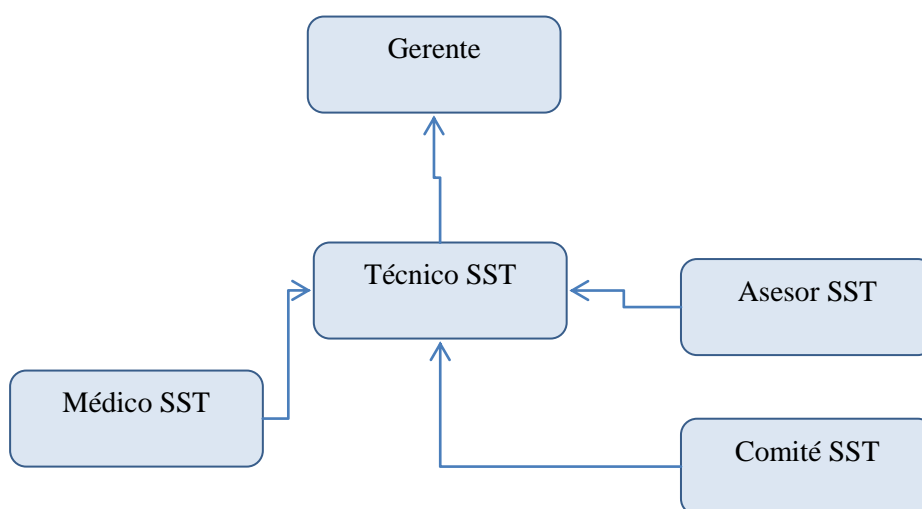 Gerente
Técnico SST
Asesor SST
Médico SST
Comité SST